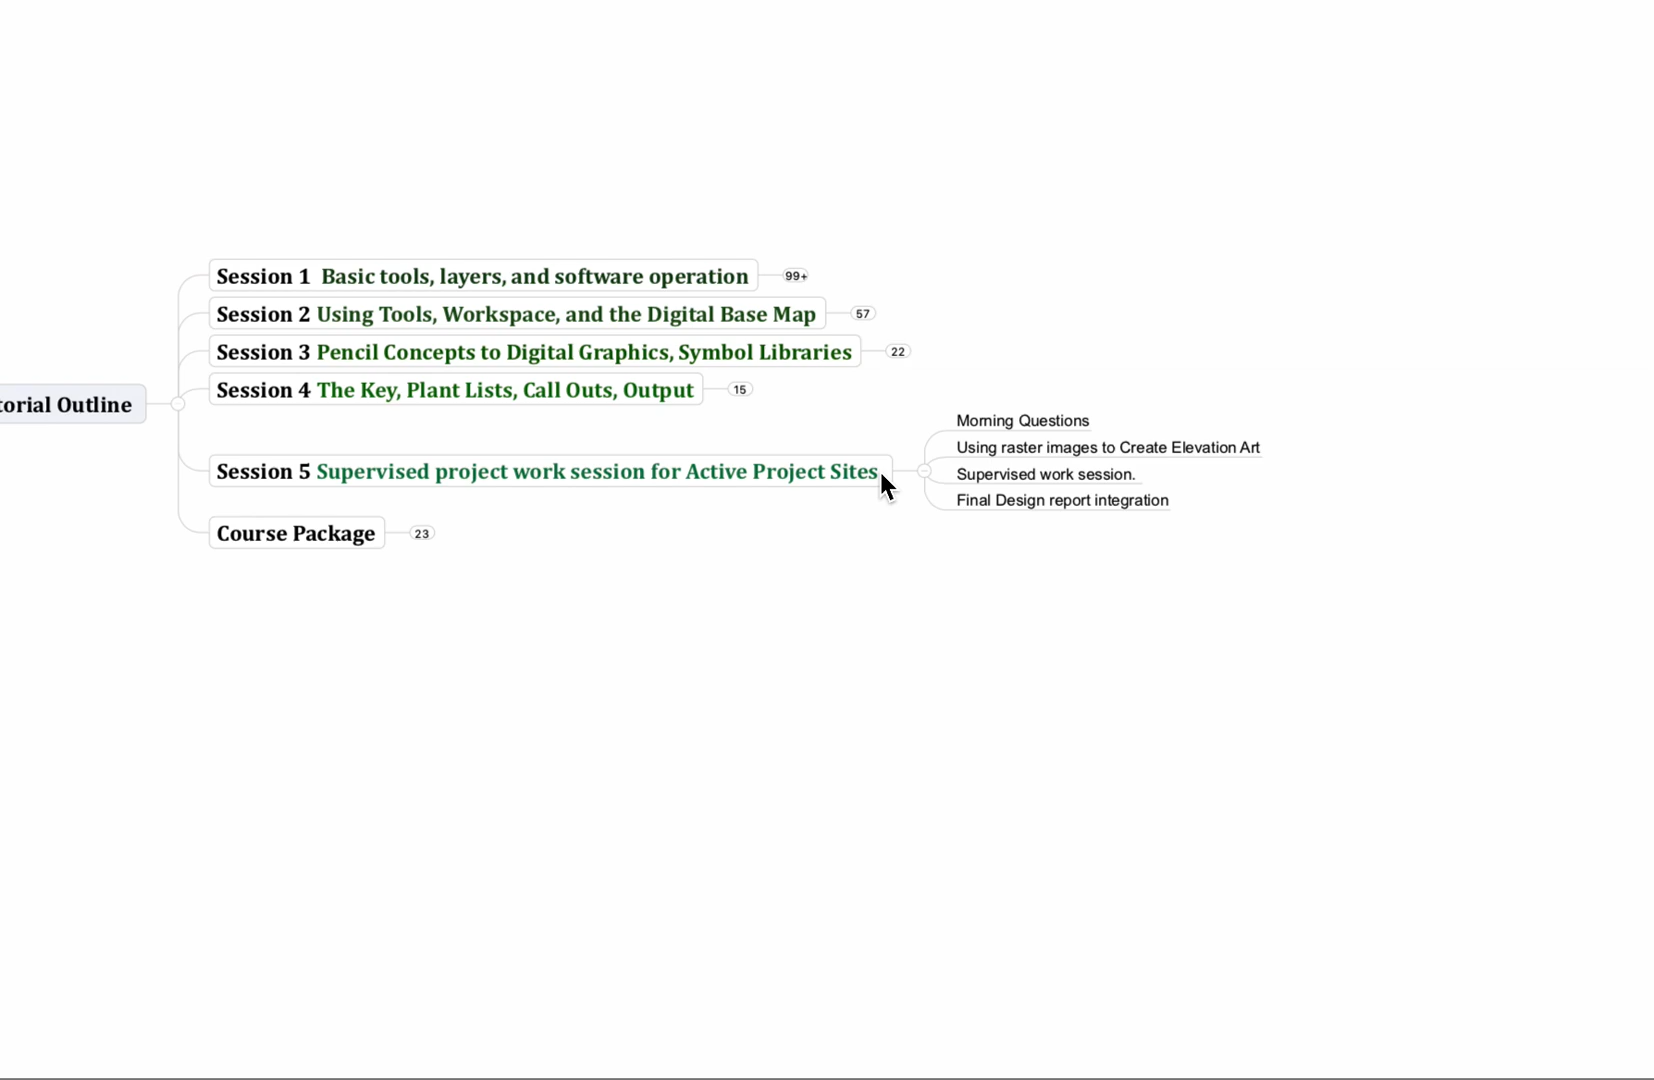 Session 1 Basic tools, layers, and software operation 99+
Session 2 Using Tools, Workspace, and the Digital Base Map 57
Session 3 Pencil Concepts to Digital Graphics, Symbol Libraries 22
Session 4 The Key, Plant Lists, Call Outs, Output 15
torial Outline
Morning Questions
Using raster images to Create Elevation Art
Session 5 Supervised project work session for Active Project Sites
Supervised work session.
Final Design report integration
Course Package 23